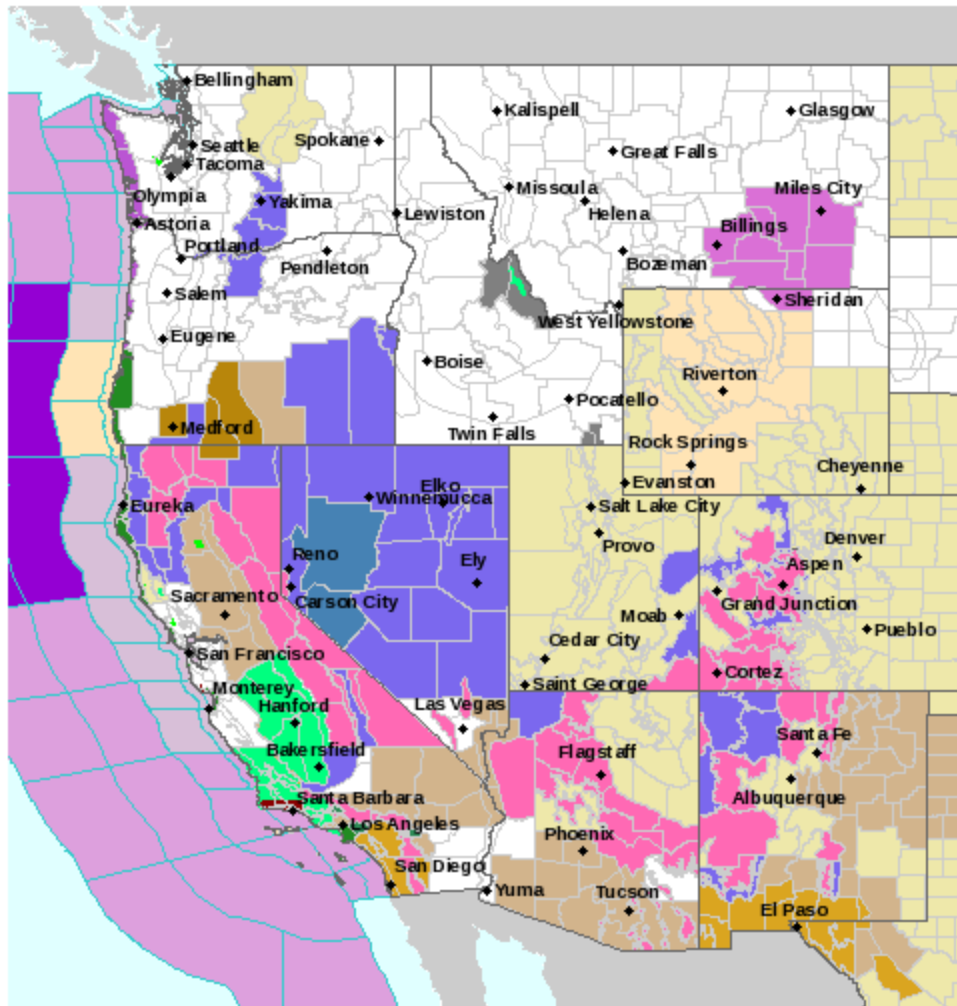 Bellingham
Kalispell
Glasgow
Seattle
Spokane
Great Falls
Tacoma
Olympia
Yakima
Missoula
Miles City
Astoria
Lewiston
Helena
Billings
Portland
Pendleton
Bozeman
Salem
Sheridan
Eugene
West Yellowstone
Boise
Riverton
Medford
Pocatello
Twin Falls
Rock Springs
Cheyenne
Evanston
Elko
Winnemucca
Eureka
Salt Lake City
Provo
Denver
Reno
Ely
Aspen
Sacramento
Carson City
Moab
Grand Junction
Pueblo
San Francisco
Cedar City
Cortez
Saint George
Monterey
Hanford
Las Vegas
Santa Fe
Flagstaff
Bakersfield
Albuquerque
Santa Barbara
Los Angeles
Phoenix
San Diego
Yuma
Tucson
El Paso